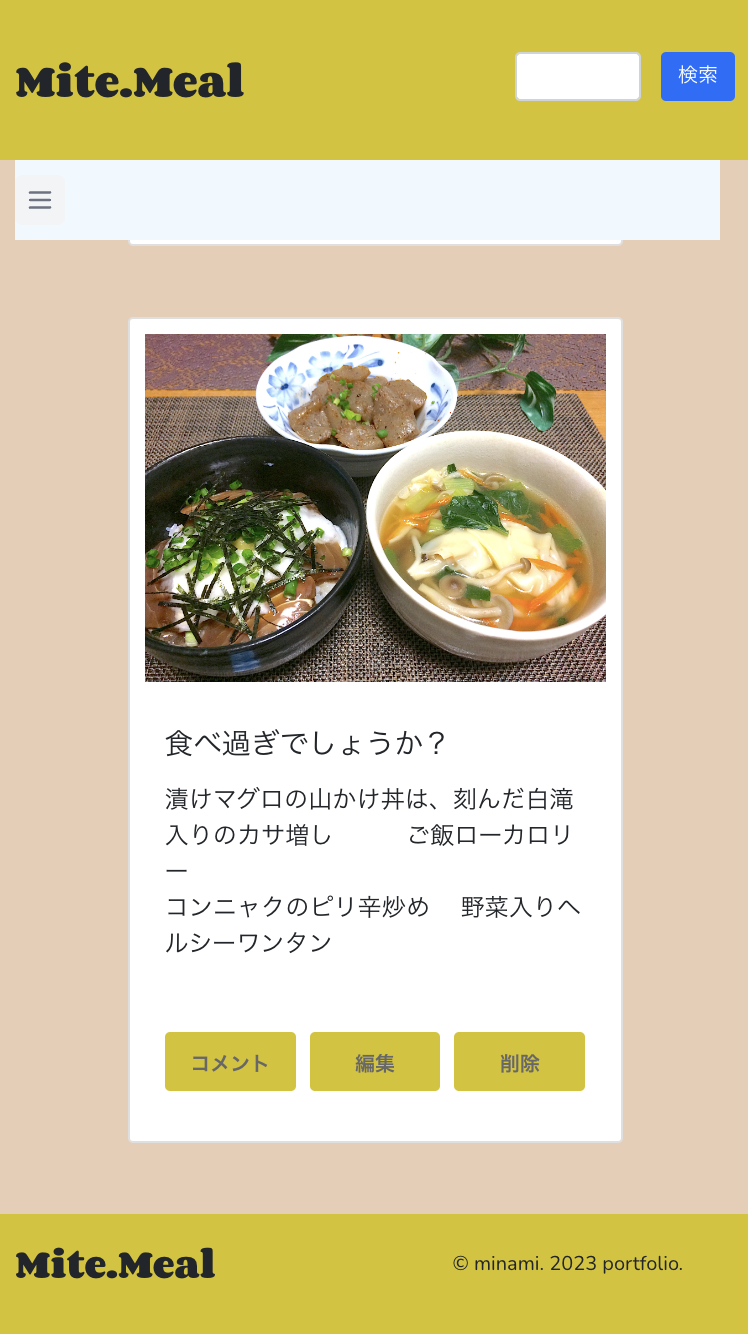 Mite.Meal
検索
食べ過ぎでしょうか？
漬けマグロの山かけ丼は、刻んだ白滝
入りのカサ増し　　　ご飯ローカロリ
ー
コンニャクのピリ辛炒め　野菜入りヘ
ルシーワンタン
コメント
編集
削除
Mite.Meal
© minami. 2023 portfolio.